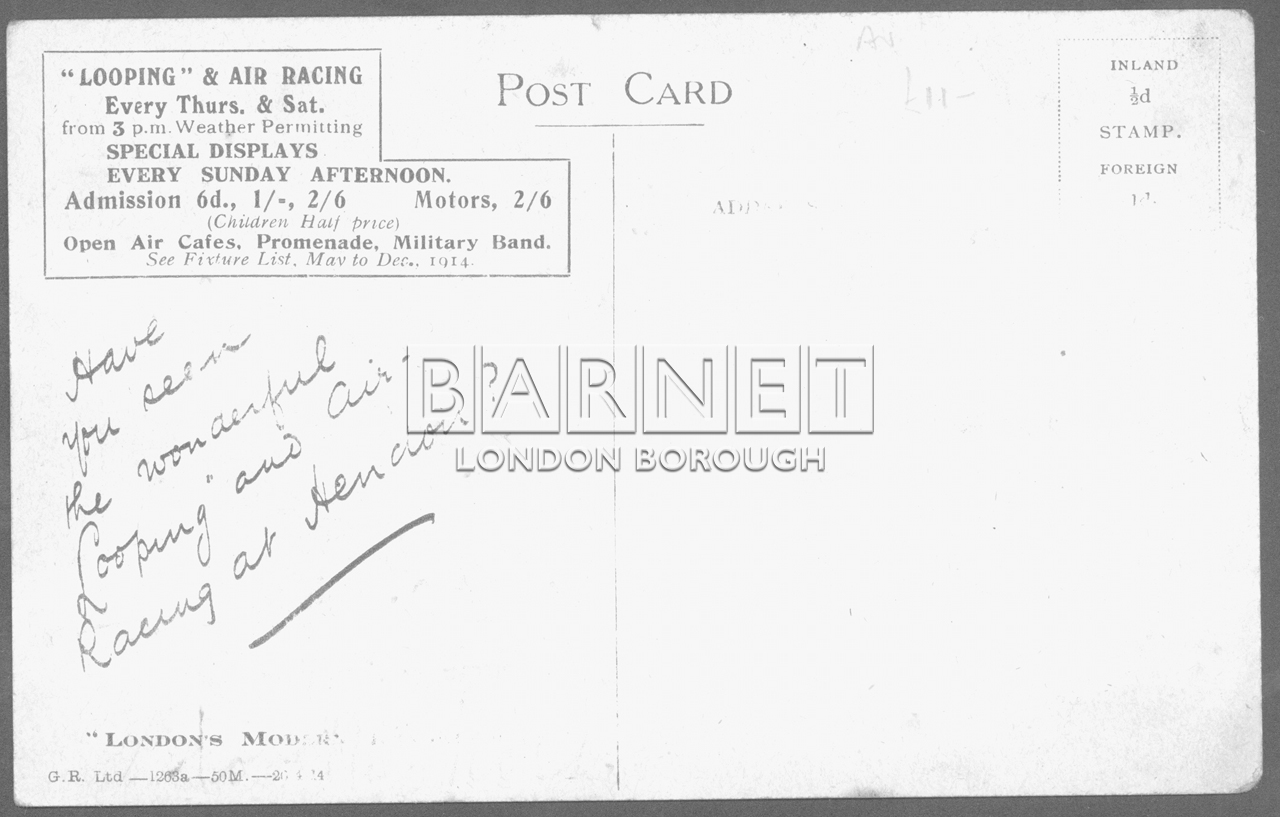 "LOOPING" & AIR RACING
Every Thurs. & Sat.
from 3 p.m. Weather Permitting
SPECIAL DISPLAYS
EVERY SUNDAY AFTERNOON.
Admission 6d., 1/-, 2/6 Motors, 2/6
(Children Half price)
Open Air Cafes, Promenade, Military Band.
See Fixture List, May to Dec., 1914.
POST CARD
INLAND
½d
STAMP.
FOREIGN
1d.
Have
you seen
the wonderful
"Looping" and Air-
Racing at Hendon?
BARNET
LONDON BOROUGH
"LONDON'S
G.R. Ltd —1263a—50M.—